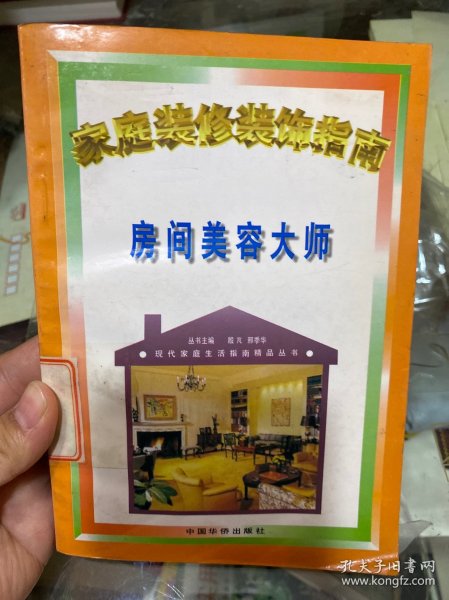 家庭装修装饰指南
房间美容大师
丛书主编 殷凡 邢季华
• 现代家庭生活指南精品丛书 •
中国华侨出版社
孔夫子旧书网
www.kongfz.com